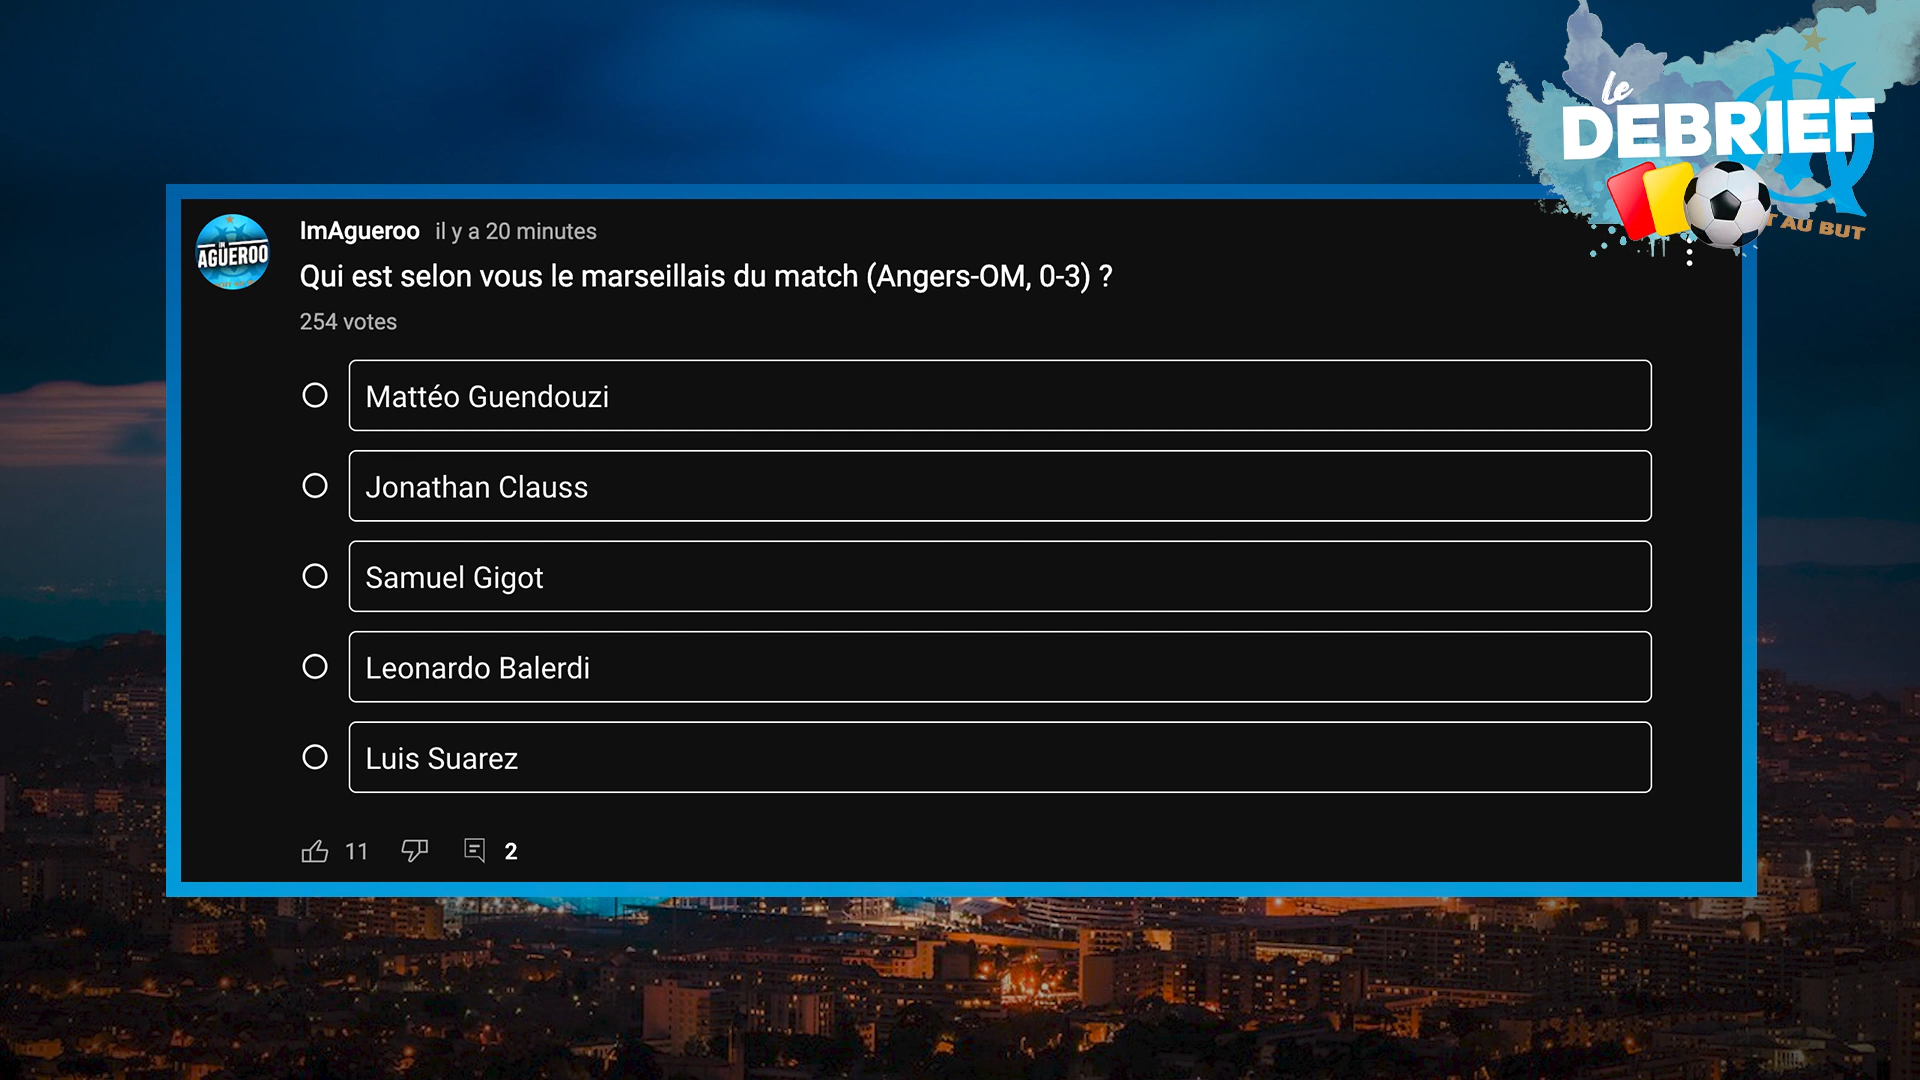 Le
DEBRIEF
T AU BUT
IM
AGÜEROO
ImAgueroo il y a 20 minutes
Qui est selon vous le marseillais du match (Angers-OM, 0-3) ?
254 votes
Mattéo Guendouzi
Jonathan Clauss
Samuel Gigot
Leonardo Balerdi
Luis Suarez
11 2